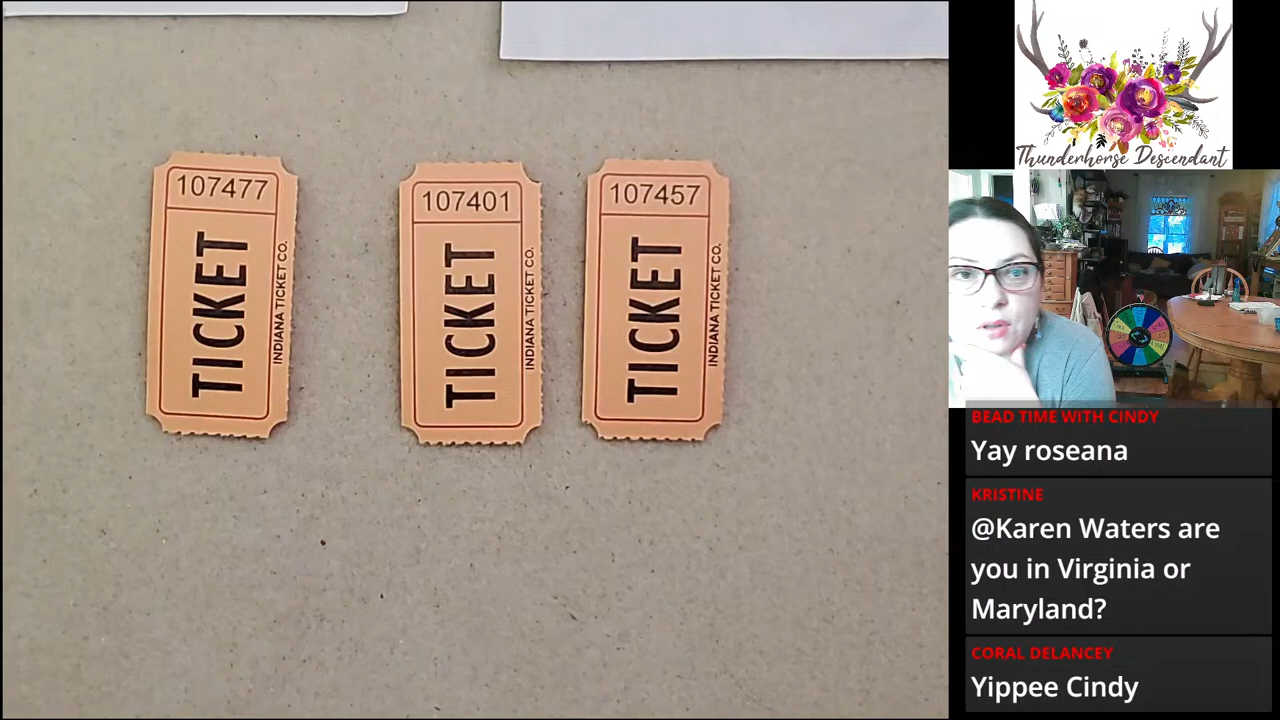 107477
TICKET
INDIANA TICKET CO.
107401
TICKET
INDIANA TICKET CO.
107457
TICKET
INDIANA TICKET CO.
Thunderhorse Descendant
BEAD TIME WITH CINDY
Yay roseana
KRISTINE
@Karen Waters are
you in Virginia or
Maryland?
CORAL DELANCEY
Yippee Cindy